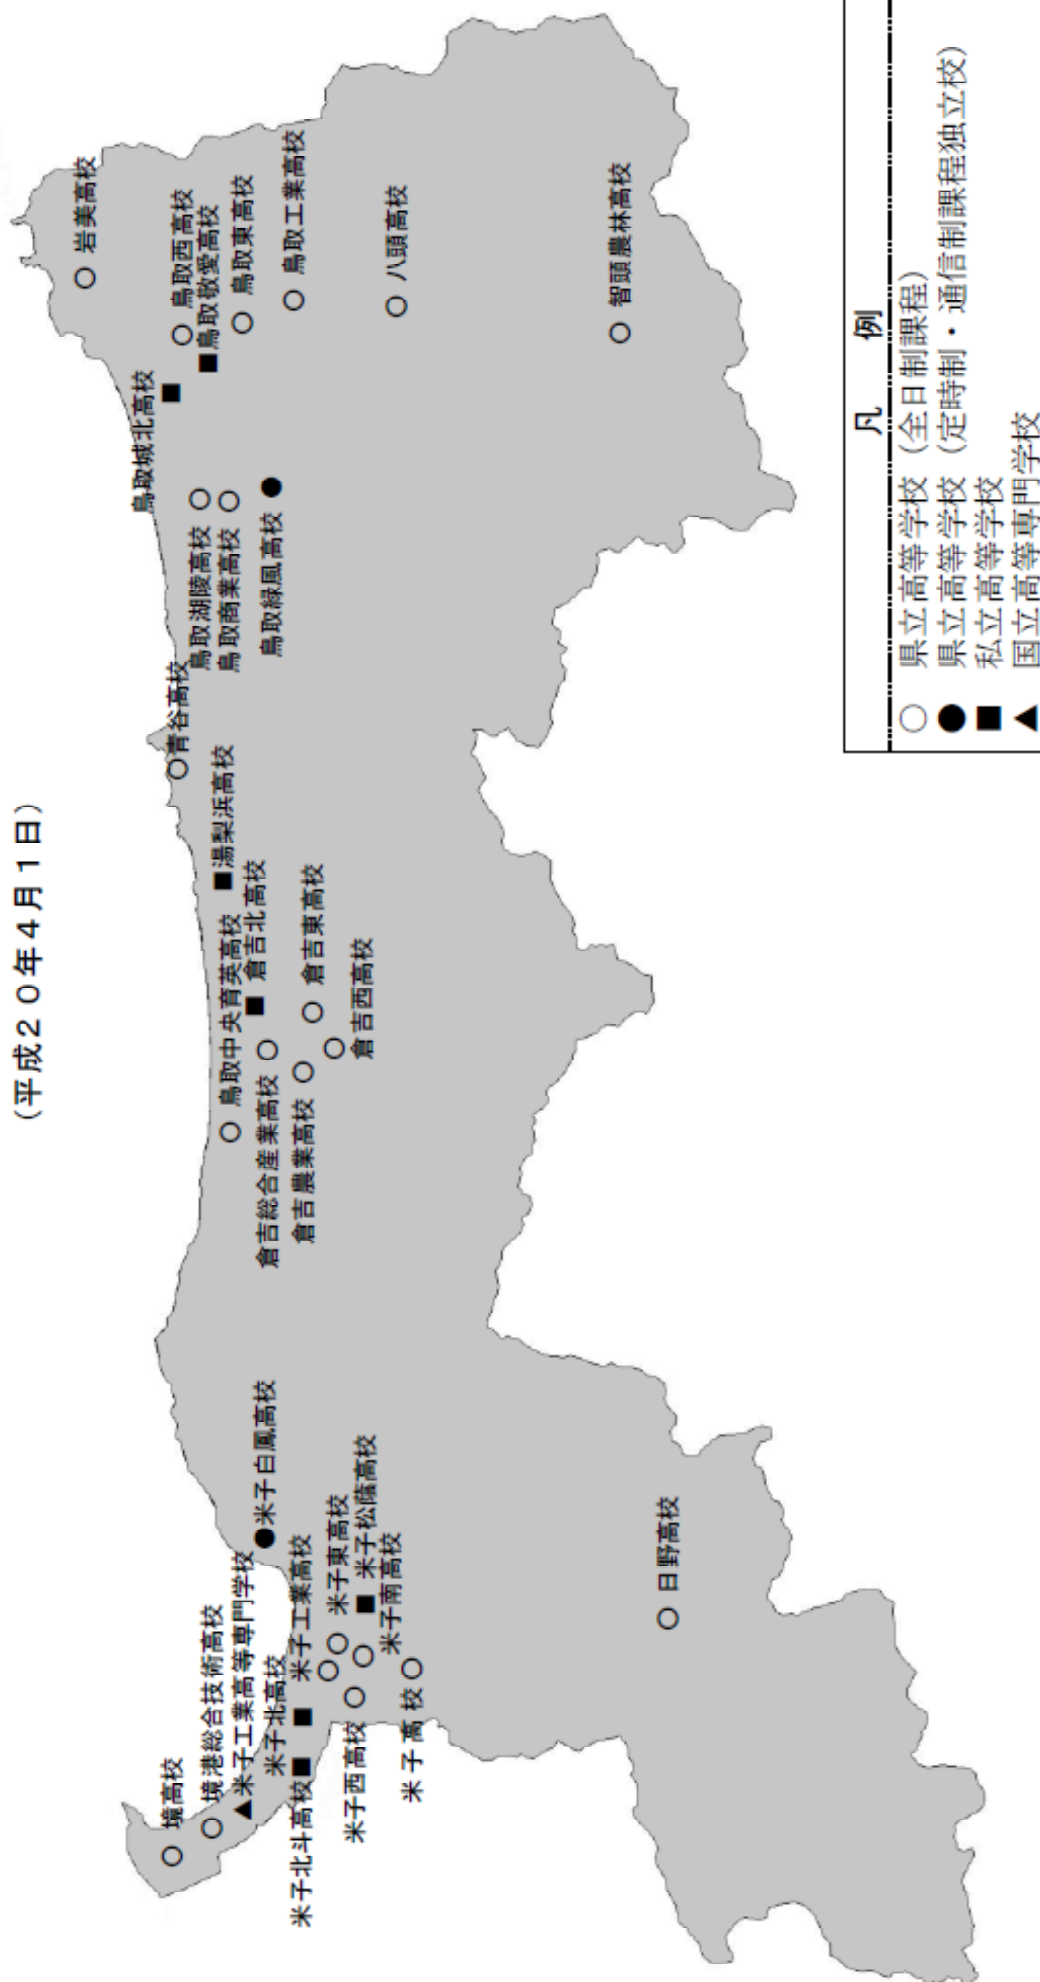 (平成２０年４月１日)
境高校
境港総合技術高校
▲米子工業高等専門学校
米子北高校
米子北斗高校
米子工業高校
米子東高校
米子松蔭高校
米子南高校
米子西高校
米子高校
●米子白鳳高校
日野高校
鳥取中央育英高校
倉吉総合産業高校
倉吉農業高校
倉吉北高校
倉吉東高校
倉吉西高校
■湯梨浜高校
青谷高校
鳥取湖陵高校
鳥取商業高校
鳥取緑風高校
鳥取城北高校
岩美高校
鳥取西高校
■鳥取敬愛高校
鳥取東高校
鳥取工業高校
八頭高校
智頭農林高校
凡 例
○ 県立高等学校（全日制課程）
● 県立高等学校（定時制・通信制課程独立校）
■ 私立高等学校
▲ 国立高等専門学校